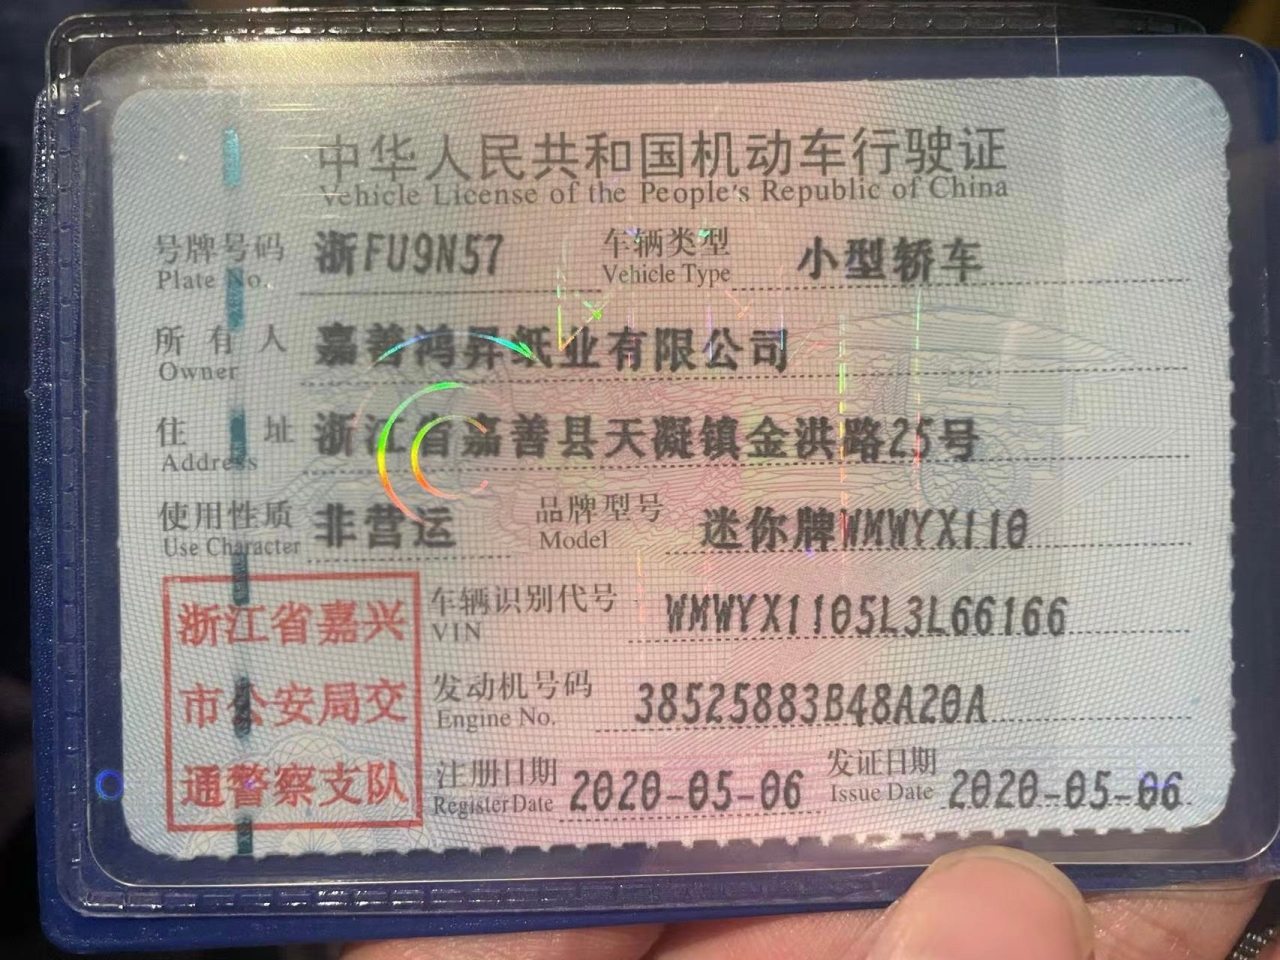 中华人民共和国机动车行驶证
Vehicle License of the People's Republic of China
号牌号码 浙FU9N57 车辆类型 小型轿车
Plate No. Vehicle Type
所有人 嘉善鸿昇纸业有限公司
Owner
住址 浙江省嘉善县天凝镇金洪路25号
Address
使用性质 非营运 品牌型号 迷你牌WMWYX110
Use Character Model
浙江省嘉兴
市公安局交
通警察支队
车辆识别代号 WMWYX1105L3L66166
VIN
发动机号码 38525883B48A20A
Engine No.
注册日期 2020-05-06 发证日期 2020-05-06
Register Date Issue Date